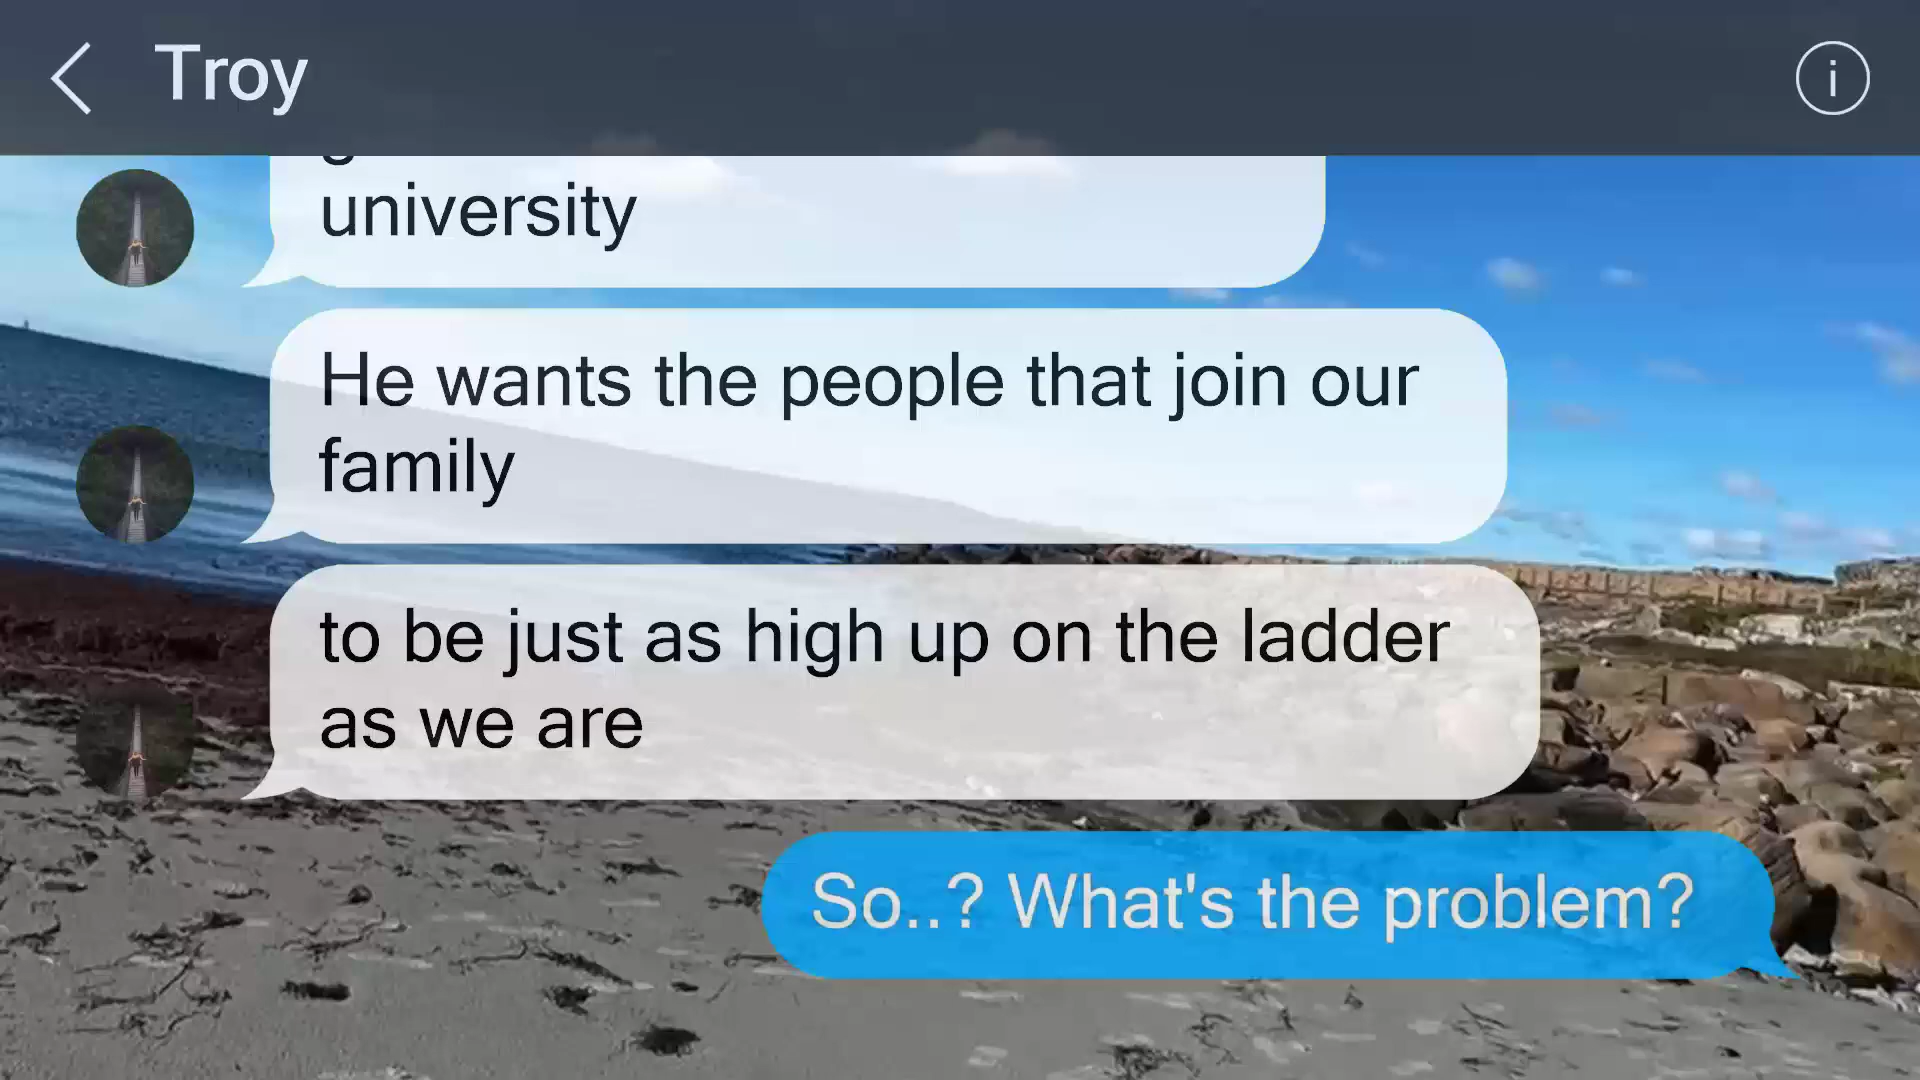 Troy
university
He wants the people that join our
family
to be just as high up on the ladder
as we are
So..? What's the problem?